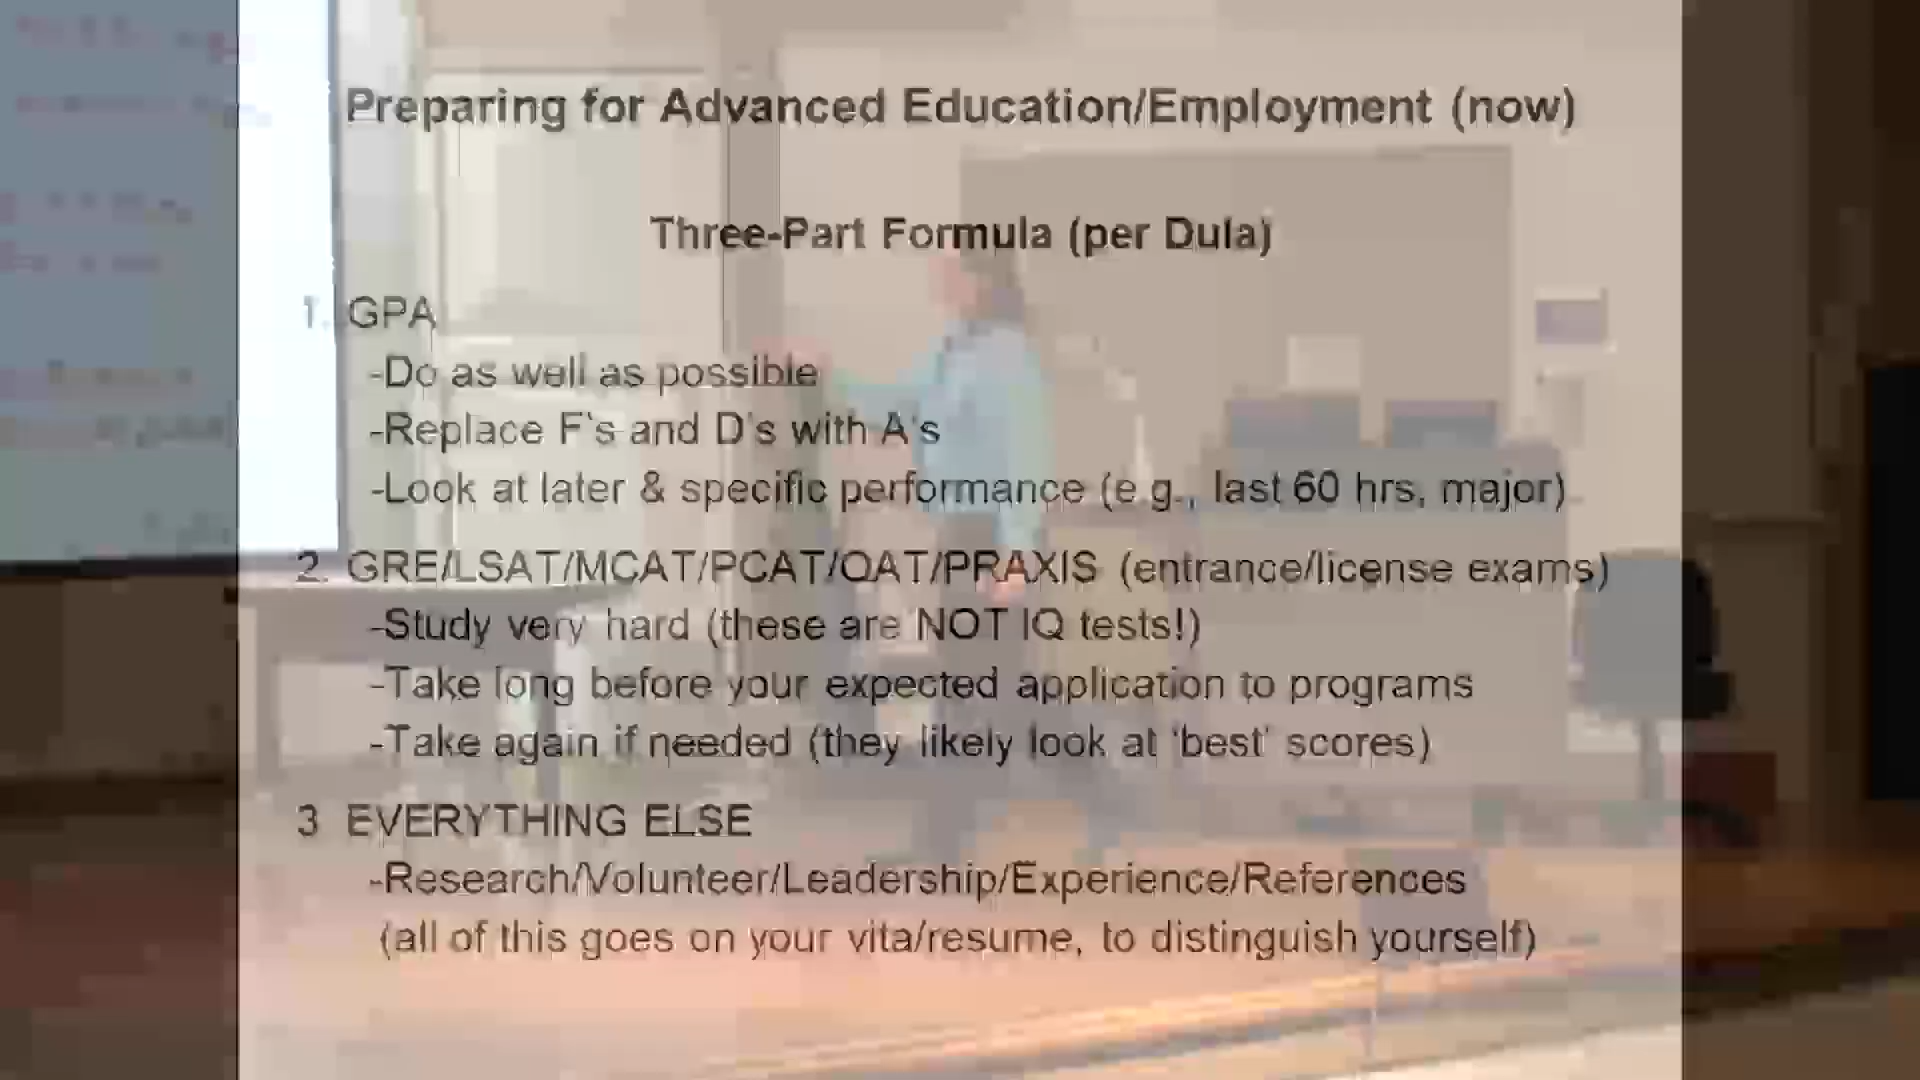 Preparing for Advanced Education/Employment (now)
Three-Part Formula (per Dula)
1. GPA
-Do as well as possible
-Replace F's and D's with A's
-Look at later & specific performance (e.g., last 60 hrs, major)
2. GRE/LSAT/MCAT/PCAT/OAT/PRAXIS (entrance/license exams)
-Study very hard (these are NOT IQ tests!)
-Take long before your expected application to programs
-Take again if needed (they likely look at 'best' scores)
3 EVERYTHING ELSE
-Research/Volunteer/Leadership/Experience/References
(all of this goes on your vita/resume, to distinguish yourself)